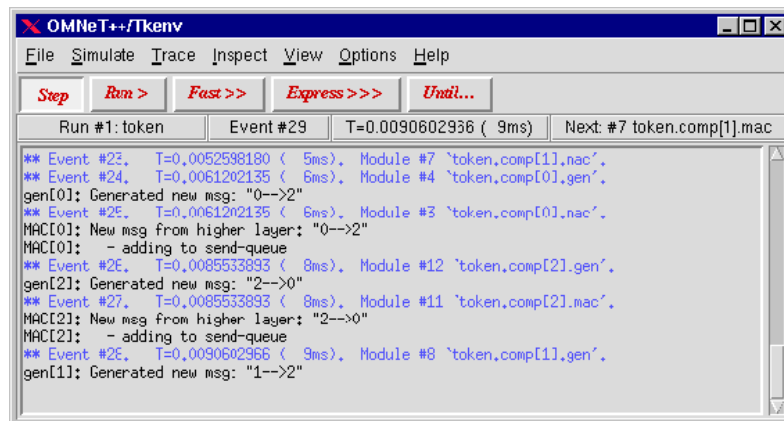 OMNeT++/Tkenv
File Simulate Trace Inspect View Options Help
Step Run > Fast >> Express >>> Until...
Run #1: token Event #29 T=0.0090602966 ( 9ms) Next: #7 token.comp[1].mac
** Event #23. T=0.0052598180 ( 5ms). Module #7 `token.comp[1].mac'.
** Event #24. T=0.0061202135 ( 6ms). Module #4 `token.comp[0].gen'.
gen[0]: Generated new msg: "0-->2"
** Event #25. T=0.0061202135 ( 6ms). Module #3 `token.comp[0].mac'.
MAC[0]: New msg from higher layer: "0-->2"
MAC[0]: - adding to send-queue
** Event #26. T=0.0085533893 ( 8ms). Module #12 `token.comp[2].gen'.
gen[2]: Generated new msg: "2-->0"
** Event #27. T=0.0085533893 ( 8ms). Module #11 `token.comp[2].mac'.
MAC[2]: New msg from higher layer: "2-->0"
MAC[2]: - adding to send-queue
** Event #28. T=0.0090602966 ( 9ms). Module #8 `token.comp[1].gen'.
gen[1]: Generated new msg: "1-->2"